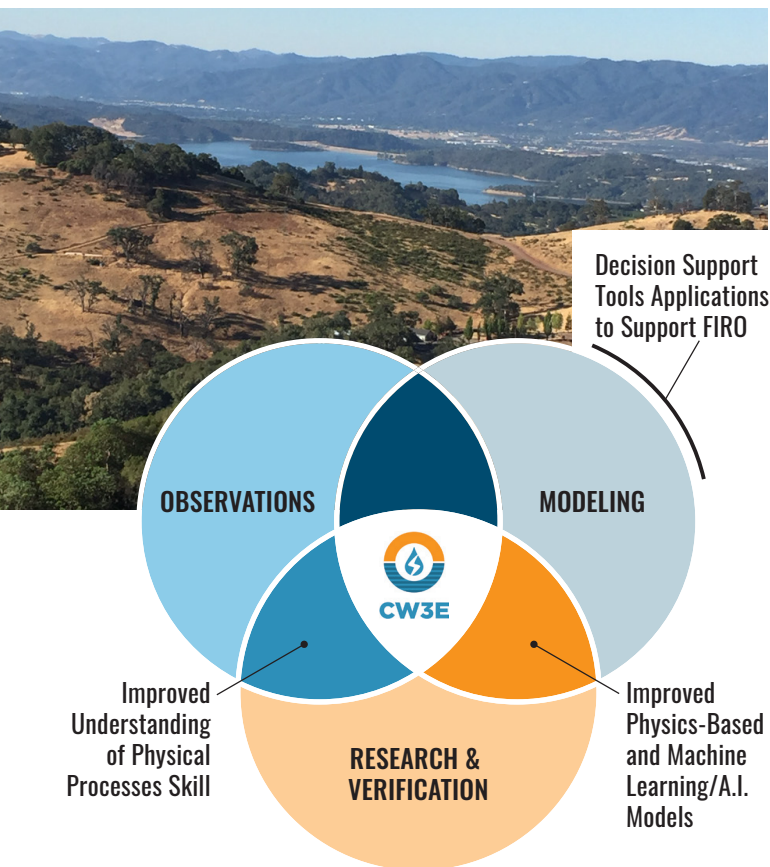 Decision Support
Tools Applications
to Support FIRO
OBSERVATIONS
MODELING
CW3E
Improved
Understanding
of Physical
Processes Skill
Improved
Physics-Based
and Machine
Learning/A.I.
Models
RESEARCH &
VERIFICATION